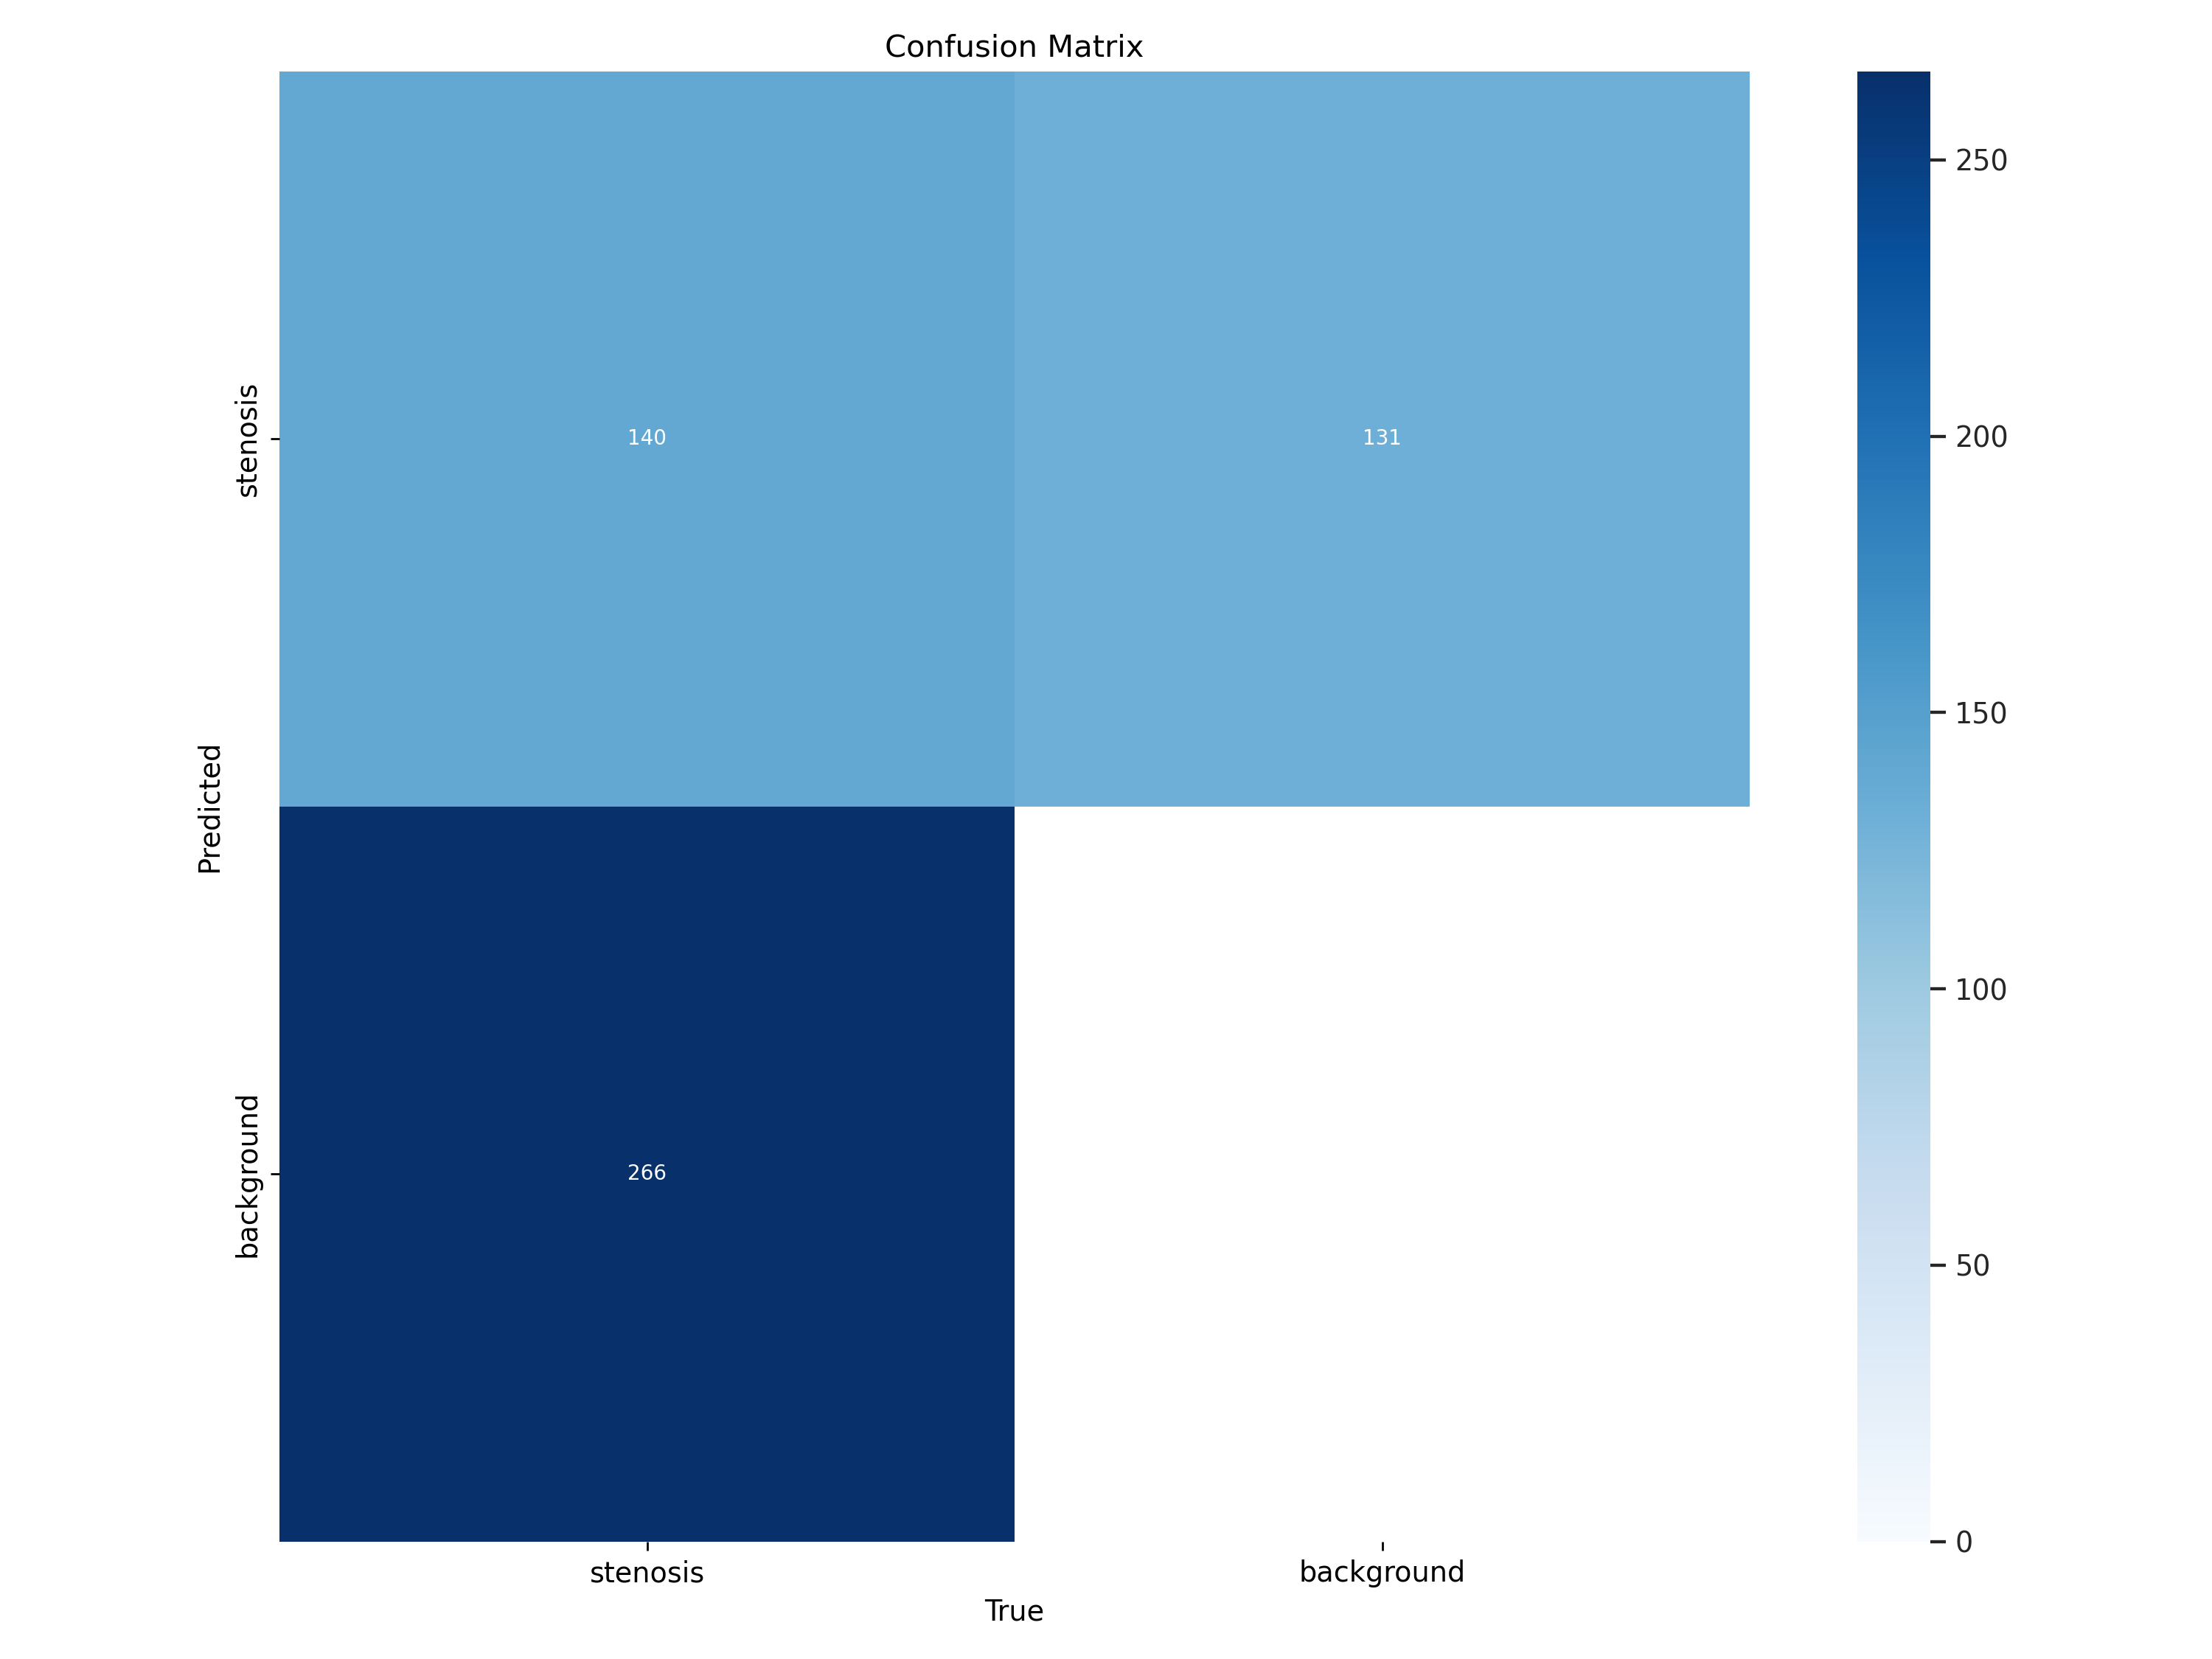 Confusion Matrix
stenosis
background
Predicted
140
131
266
stenosis
background
True
250
200
150
100
50
0